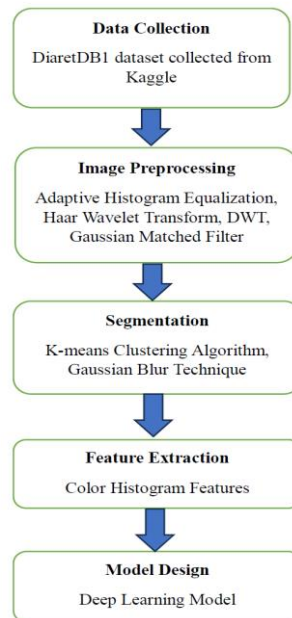 Data Collection
DiaretDB1 dataset collected from
Kaggle
Image Preprocessing
Adaptive Histogram Equalization,
Haar Wavelet Transform, DWT,
Gaussian Matched Filter
Segmentation
K-means Clustering Algorithm,
Gaussian Blur Technique
Feature Extraction
Color Histogram Features
Model Design
Deep Learning Model